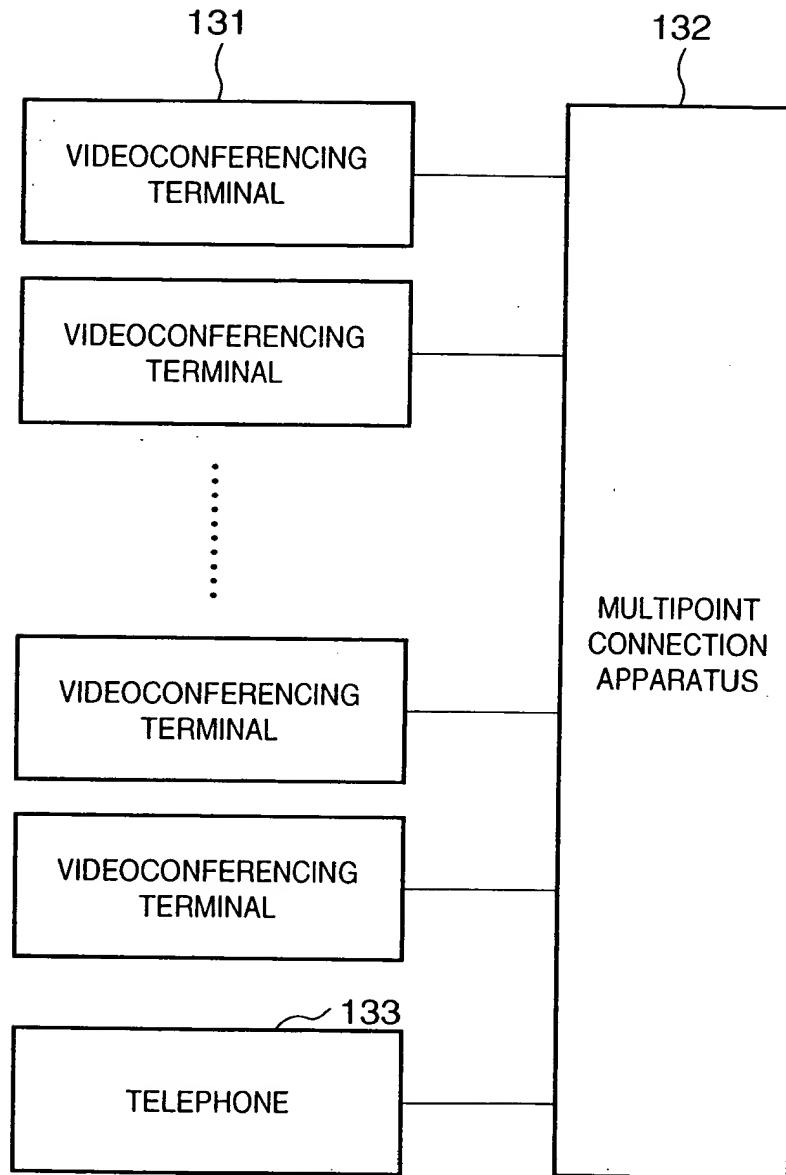 131
132
VIDEOCONFERENCING
TERMINAL
VIDEOCONFERENCING
TERMINAL
MULTIPOINT
CONNECTION
APPARATUS
VIDEOCONFERENCING
TERMINAL
VIDEOCONFERENCING
TERMINAL
133
TELEPHONE